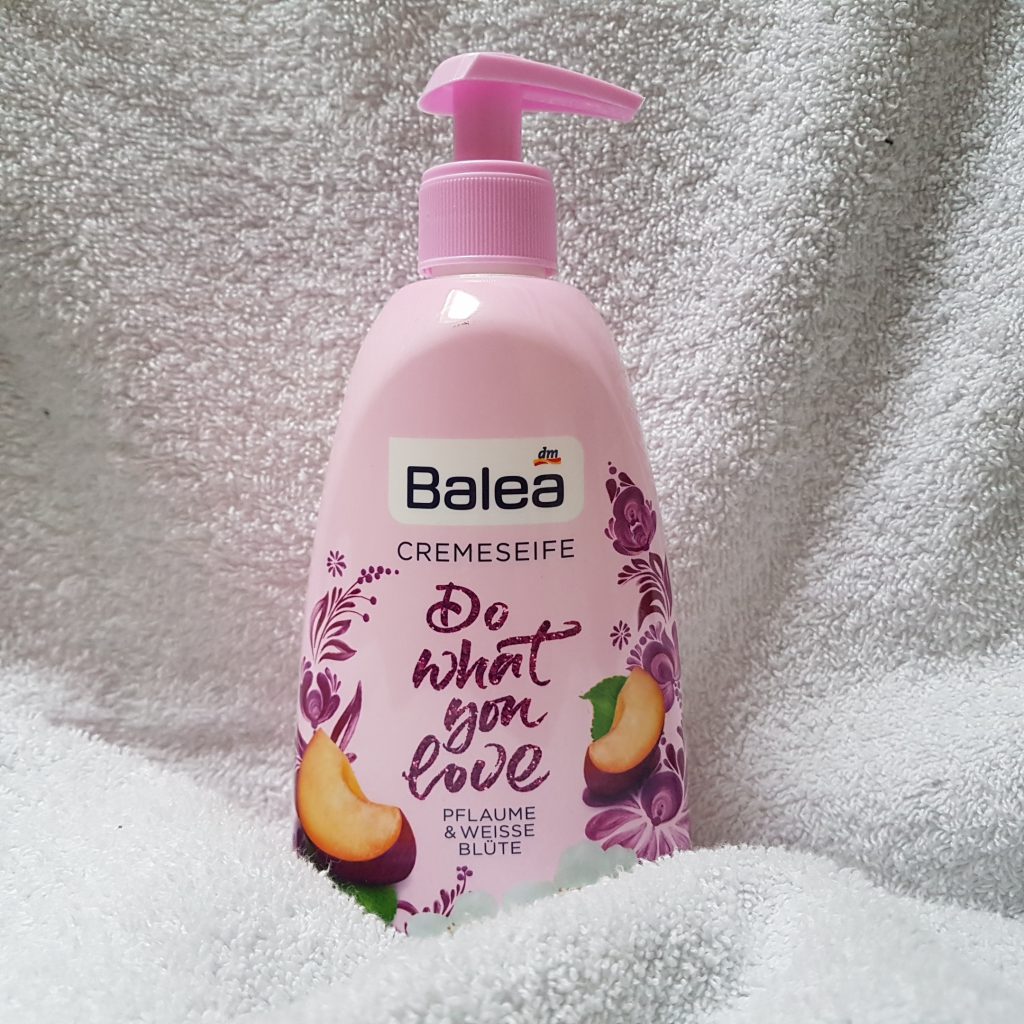 dm
Balea
CREMESEIFE
Do
what
you
love
PFLAUME
& WEISSE
BLÜTE